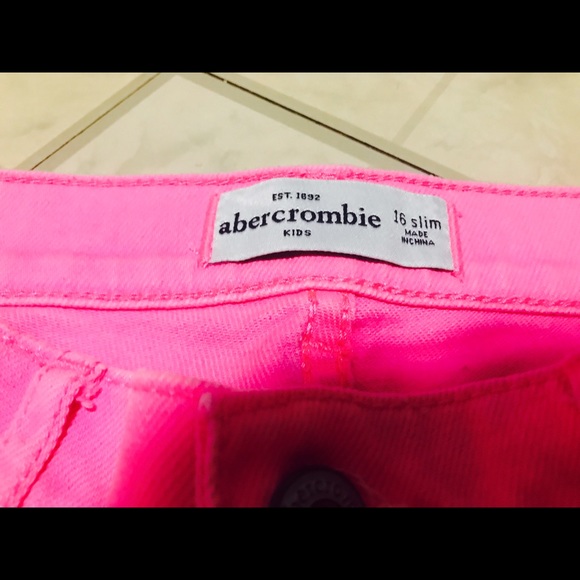 EST. 1892
abercrombie
KIDS
16 slim
MADE
IN CHINA